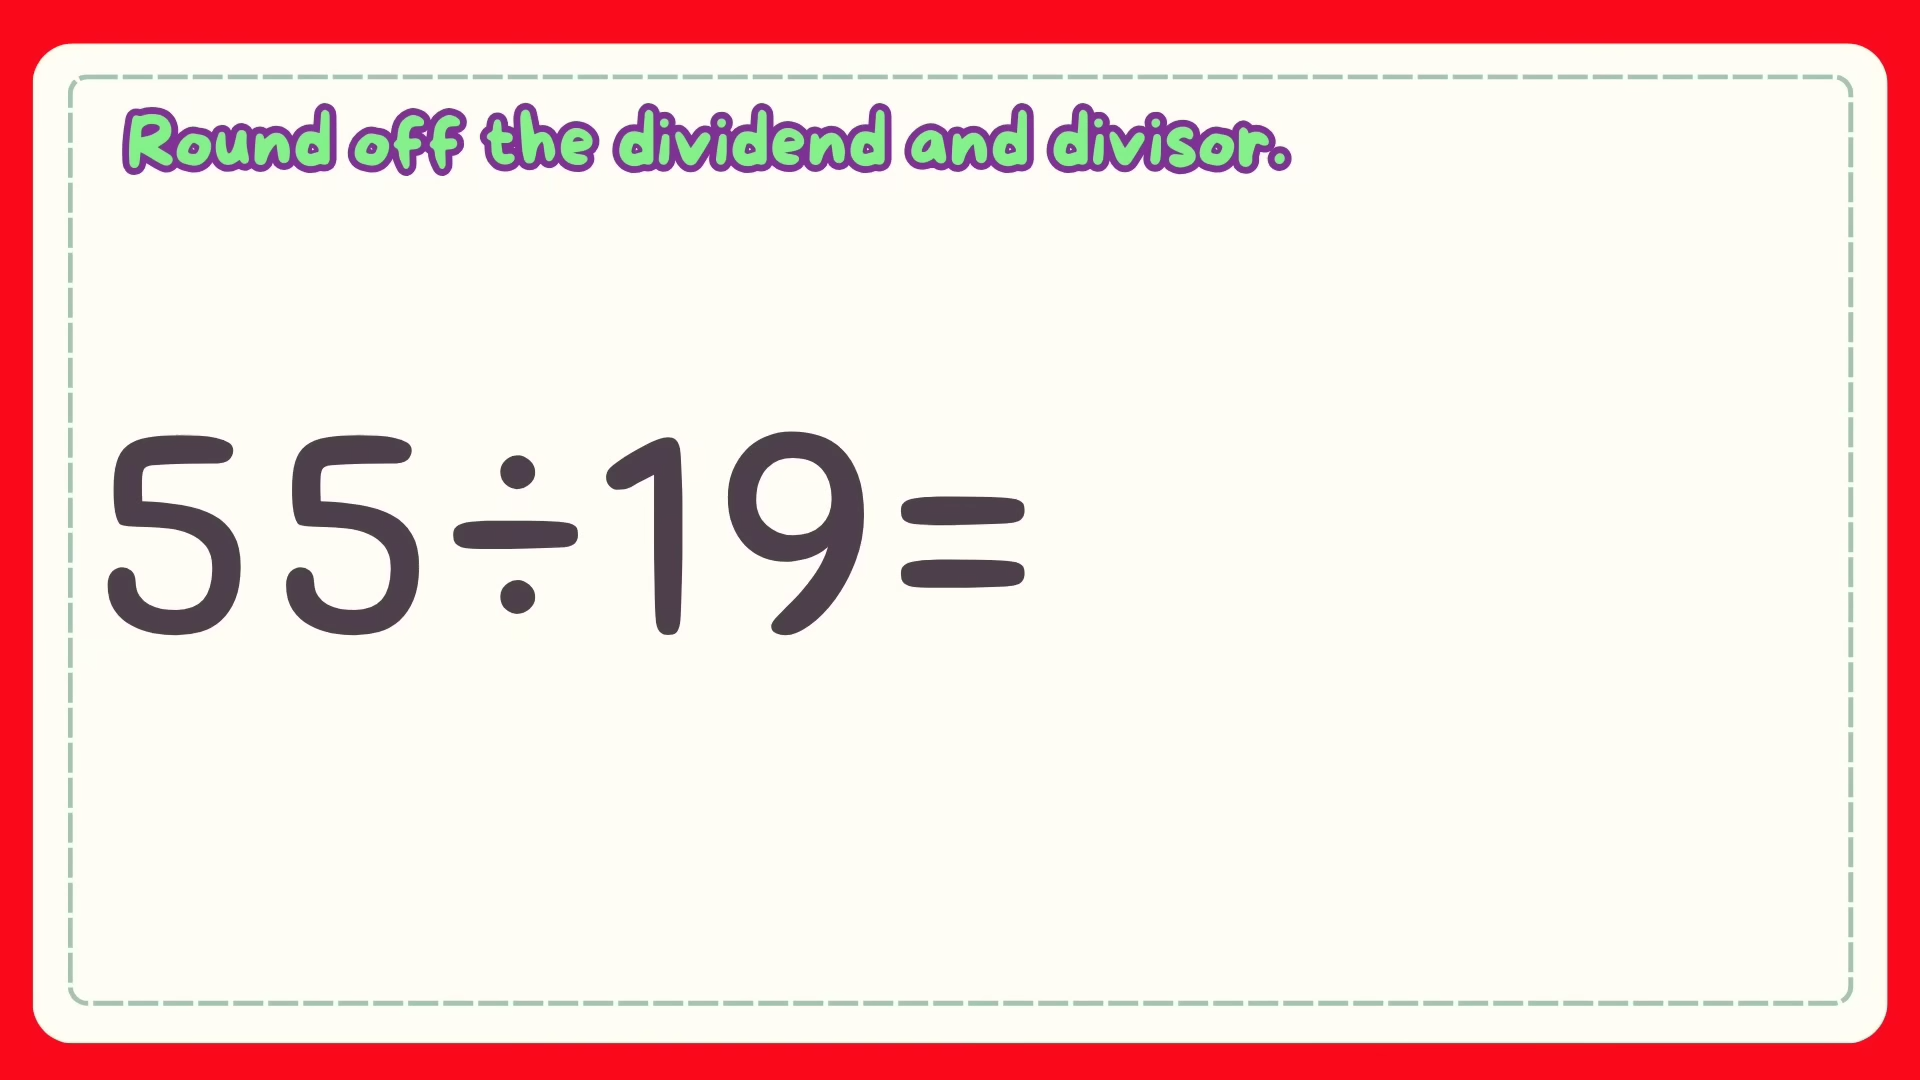 Round off the dividend and divisor.
55÷19=